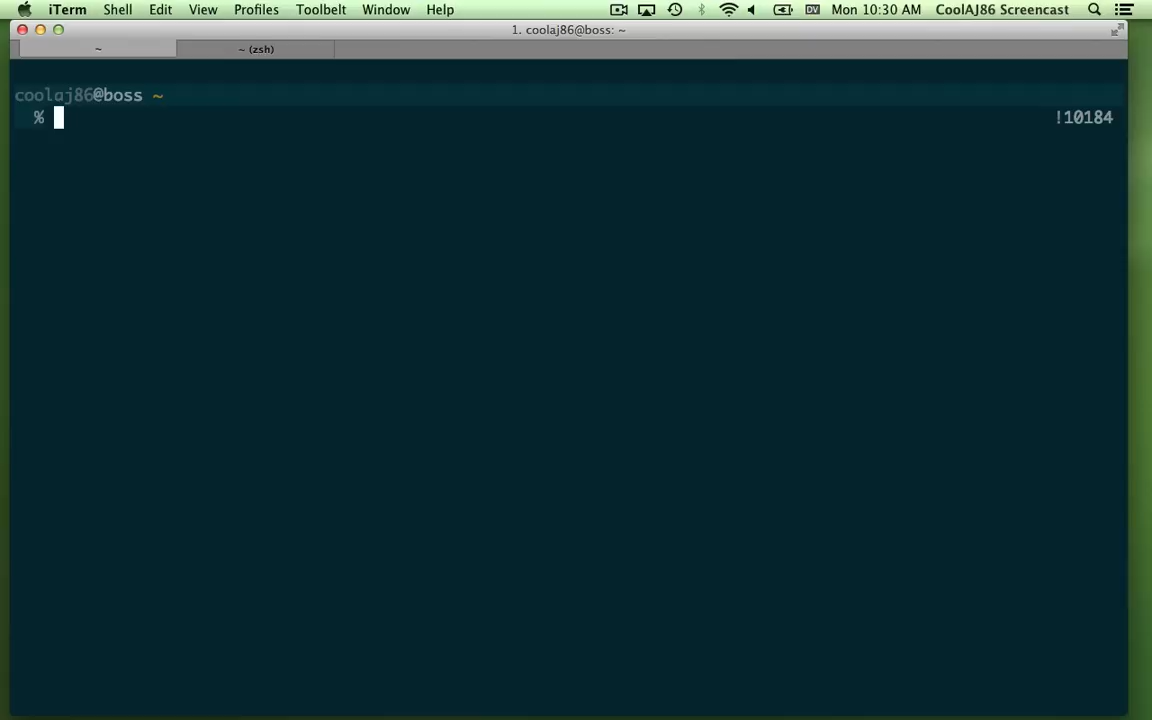 iTerm Shell Edit View Profiles Toolbelt Window Help DV Mon 10:30 AM CoolAJ86 Screencast
1. coolaj86@boss: ~
~ ~ (zsh)
coolaj86@boss ~
% !10184